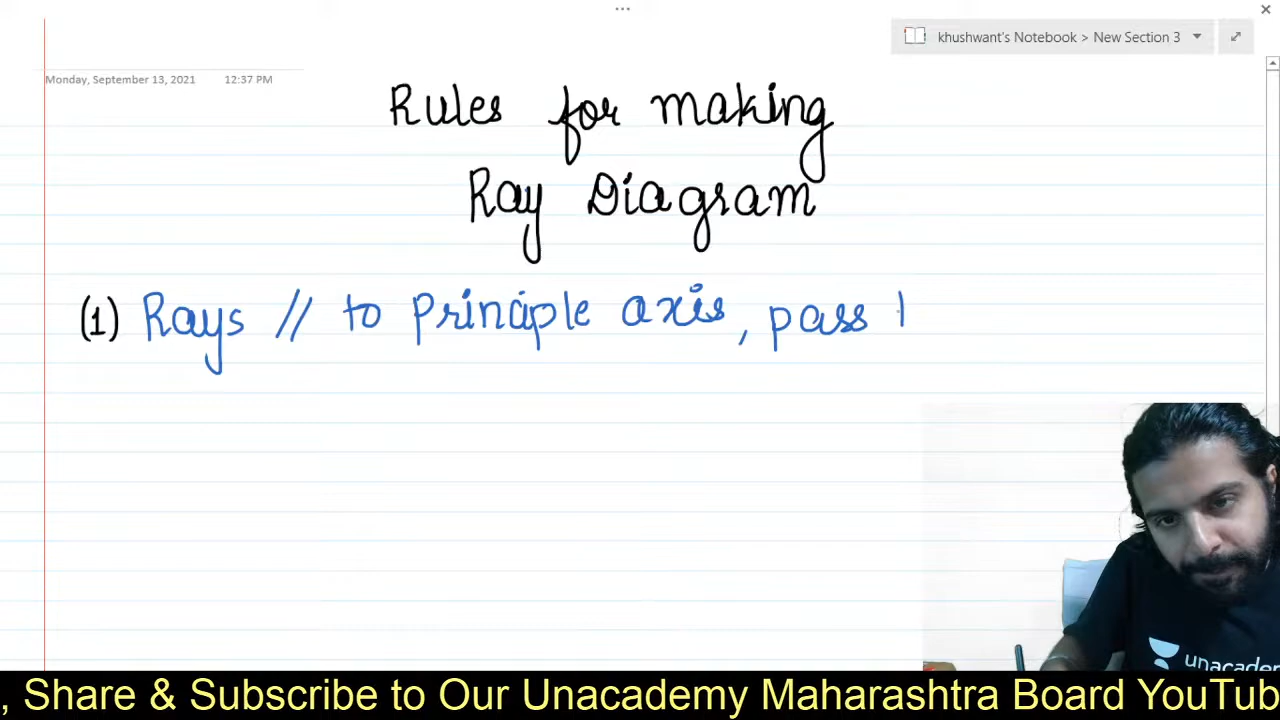 khushwant's Notebook > New Section 3
Monday, September 13, 2021 12:37 PM
Rules for making
Ray Diagram
(1) Rays // to principle axis, pass
unacadem
, Share & Subscribe to Our Unacademy Maharashtra Board YouTub